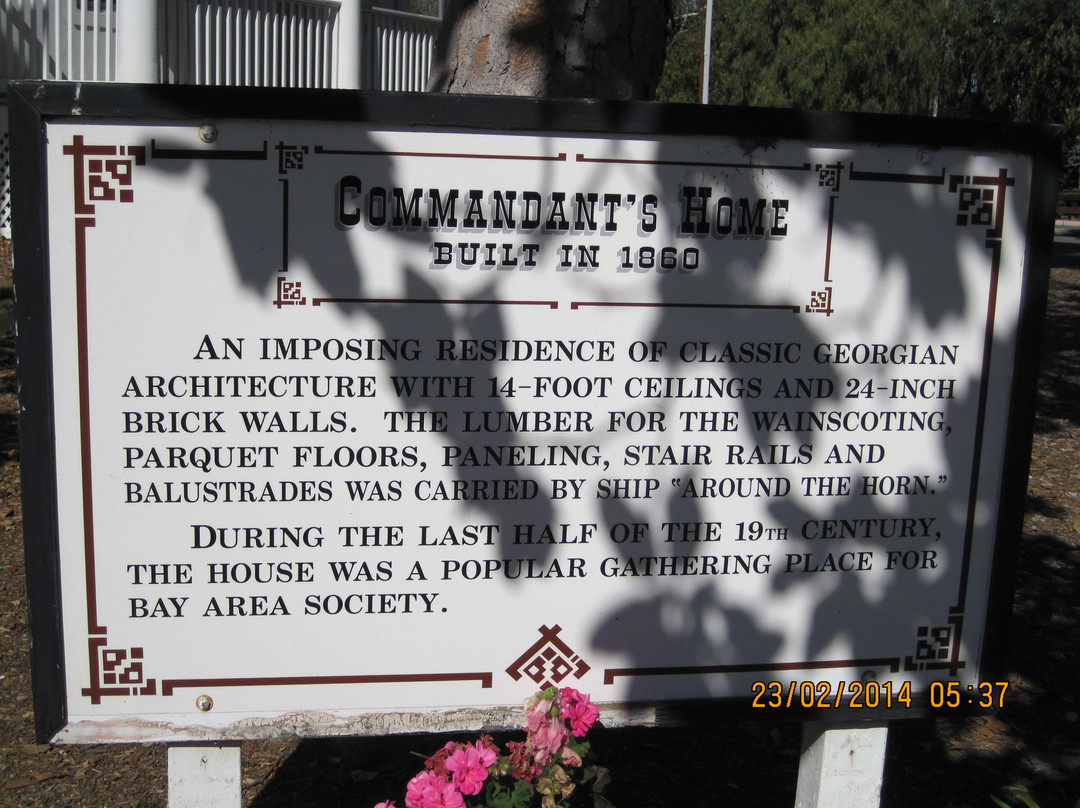 COMMANDANT'S HOME
BUILT IN 1860
AN IMPOSING RESIDENCE OF CLASSIC GEORGIAN
ARCHITECTURE WITH 14-FOOT CEILINGS AND 24-INCH
BRICK WALLS. THE LUMBER FOR THE WAINSCOTING,
PARQUET FLOORS, PANELING, STAIR RAILS AND
BALUSTRADES WAS CARRIED BY SHIP "AROUND THE HORN."
DURING THE LAST HALF OF THE 19TH CENTURY,
THE HOUSE WAS A POPULAR GATHERING PLACE FOR
BAY AREA SOCIETY.
23/02/2014 05:37